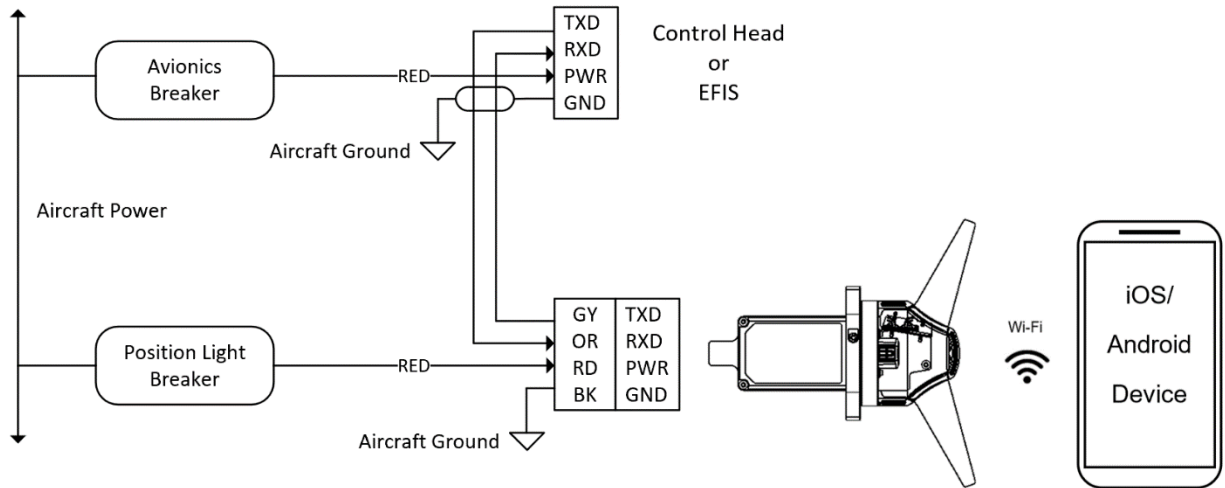 TXD
RXD
PWR
GND
Control Head
or
EFIS
Avionics
Breaker
RED
Aircraft Ground
Aircraft Power
Position Light
Breaker
RED
GY TXD
OR RXD
RD PWR
BK GND
Aircraft Ground
Wi-Fi
iOS/
Android
Device